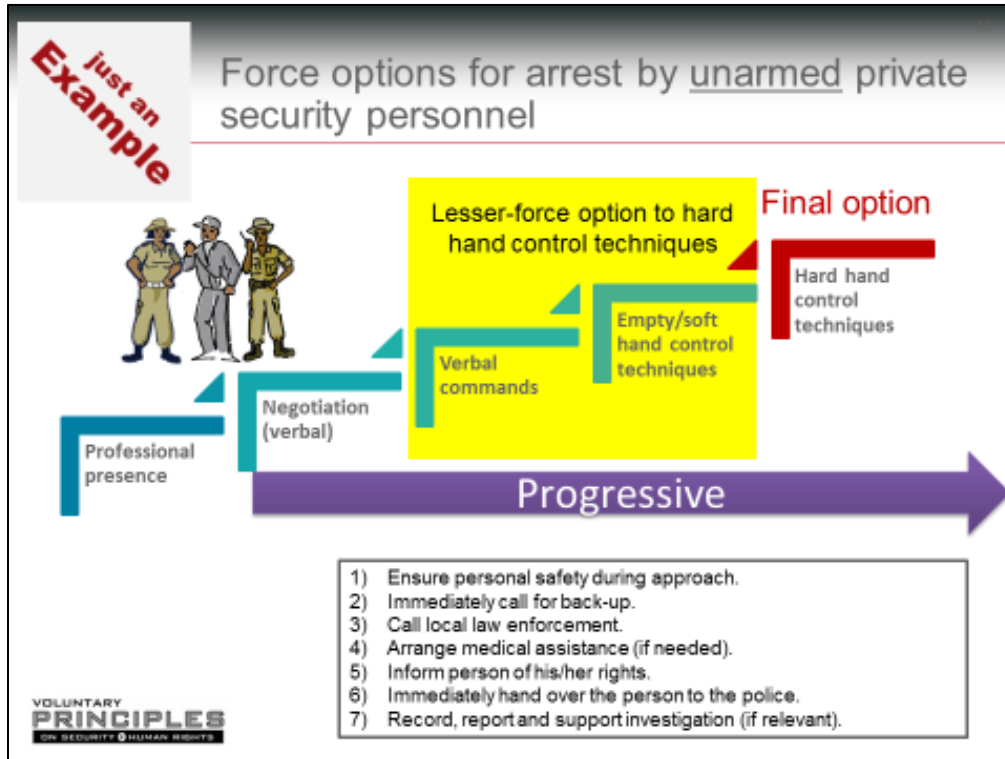 just an
Example
Force options for arrest by unarmed private
security personnel
Lesser-force option to hard
hand control techniques
Final option
Hard hand
control
techniques
Empty/soft
hand control
techniques
Verbal
commands
Negotiation
(verbal)
Professional
presence
Progressive
1) Ensure personal safety during approach.
2) Immediately call for back-up.
3) Call local law enforcement.
4) Arrange medical assistance (if needed).
5) Inform person of his/her rights.
6) Immediately hand over the person to the police.
7) Record, report and support investigation (if relevant).
VOLUNTARY
PRINCIPLES
ON SECURITY + HUMAN RIGHTS